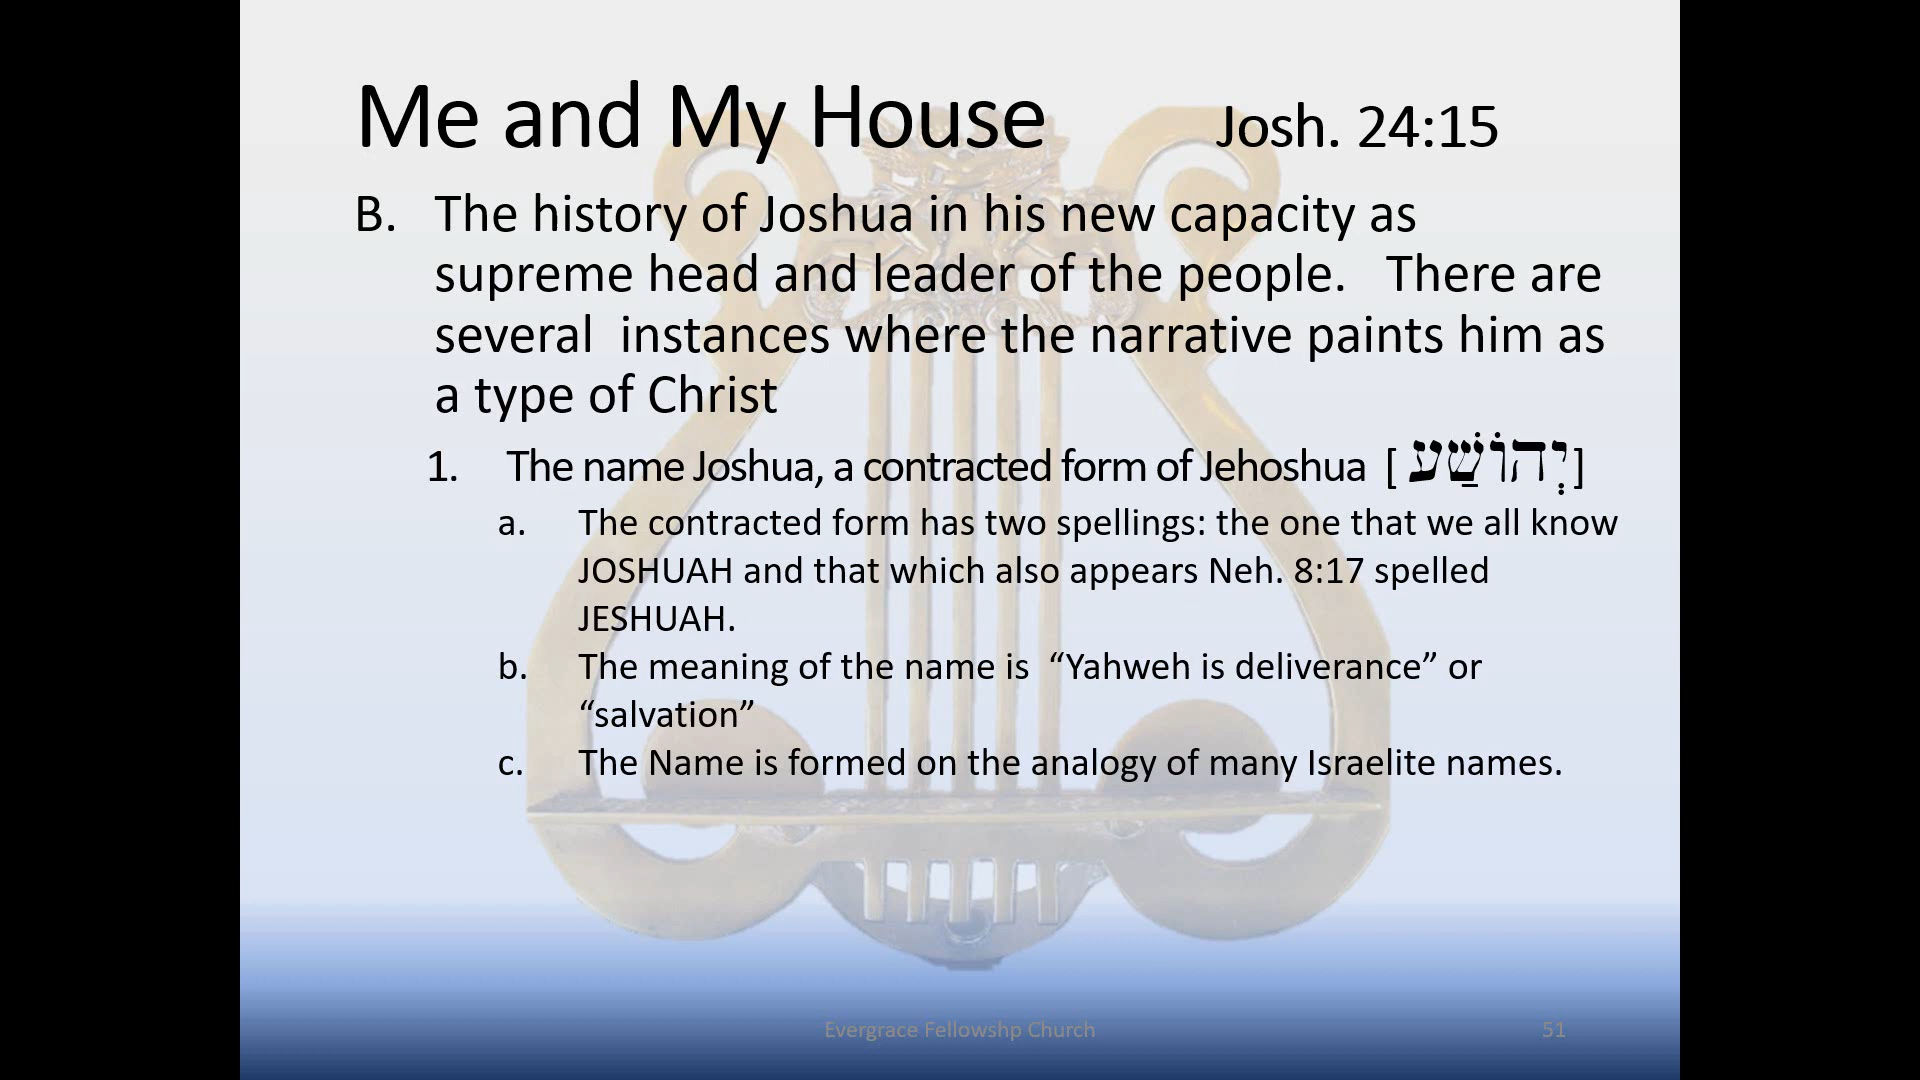 Me and My House Josh. 24:15
B. The history of Joshua in his new capacity as
supreme head and leader of the people. There are
several instances where the narrative paints him as
a type of Christ
1. The name Joshua, a contracted form of Jehoshua [ יְהוֹשֻׁעַ ]
a. The contracted form has two spellings: the one that we all know
JOSHUAH and that which also appears Neh. 8:17 spelled
JESHUAH.
b. The meaning of the name is “Yahweh is deliverance” or
“salvation”
c. The Name is formed on the analogy of many Israelite names.
Evergrace Fellowshp Church 51